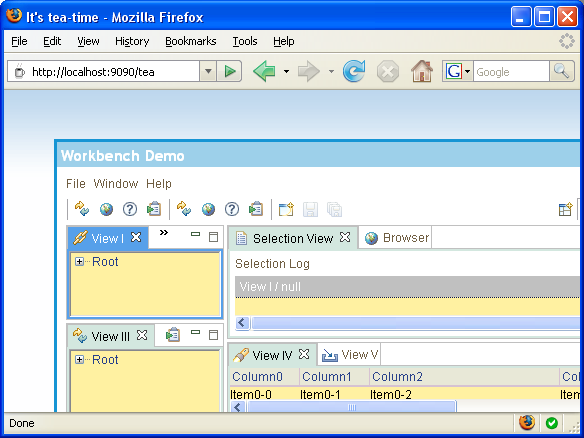 It's tea-time - Mozilla Firefox
File Edit View History Bookmarks Tools Help
http://localhost:9090/tea
G Google
Workbench Demo
File Window Help
View I
Selection View Browser
Root
Selection Log
View I / null
View III
Root
View IV View V
Column0 Column1 Column2 Colum
Item0-0 Item0-1 Item0-2 Item
Done